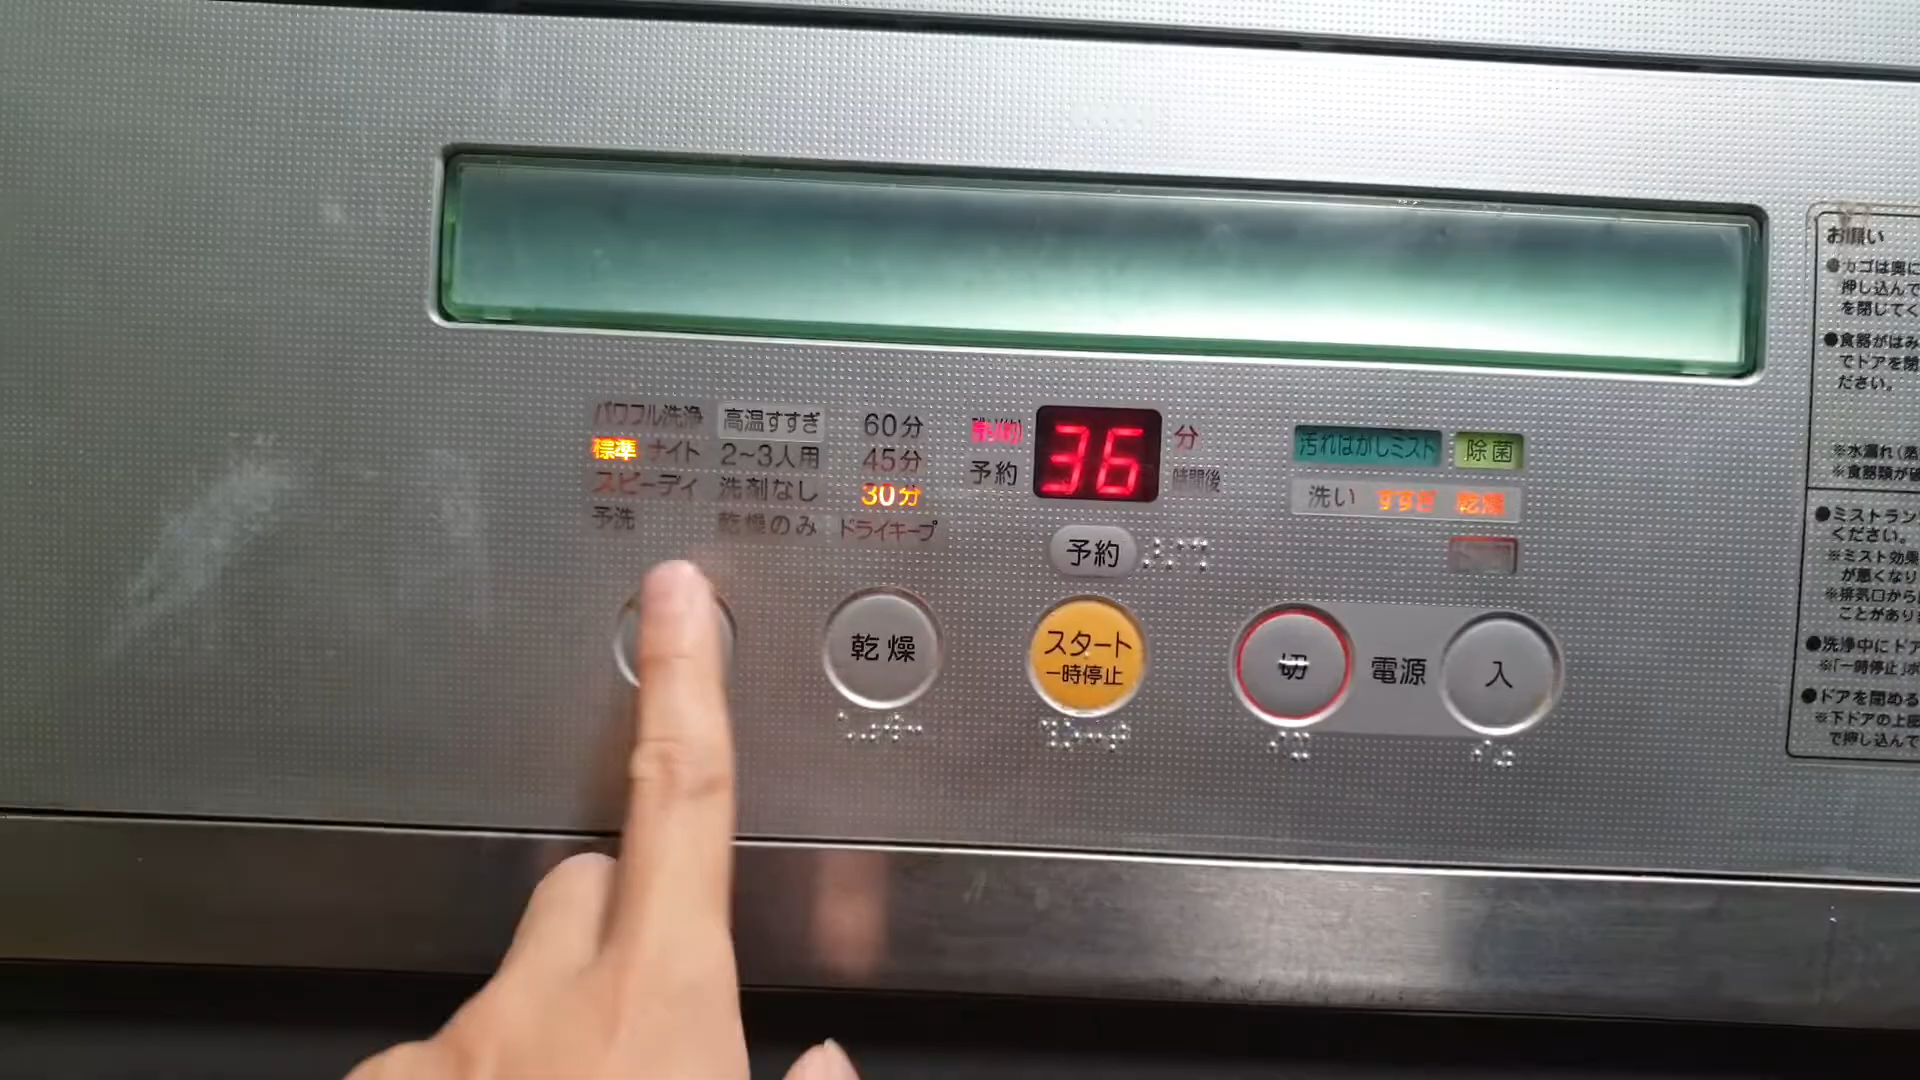 パワフル洗浄 高温すすぎ 60分
標準 ナイト 2~3人用 45分
スピーディ 洗剤なし 30分
予洗 乾燥のみ ドライキープ
残り(約) 36 分
予約 時間後
予約
汚れはがしミスト 除菌
洗い すすぎ 乾燥
乾燥
スタート
一時停止
切 電源 入
お願い
●カゴは奥に
押し込んで
を閉じてく
●食器がはみ
でドアを閉
ださい。
※水漏れ(蒸
※食器類が破
●ミストラン
ください。
※ミスト効果
が悪くなり
※排気口から
ことがあり
●洗浄中にドア
※「一時停止」ボ
●ドアを閉める
※下ドアの上面
で押し込んで